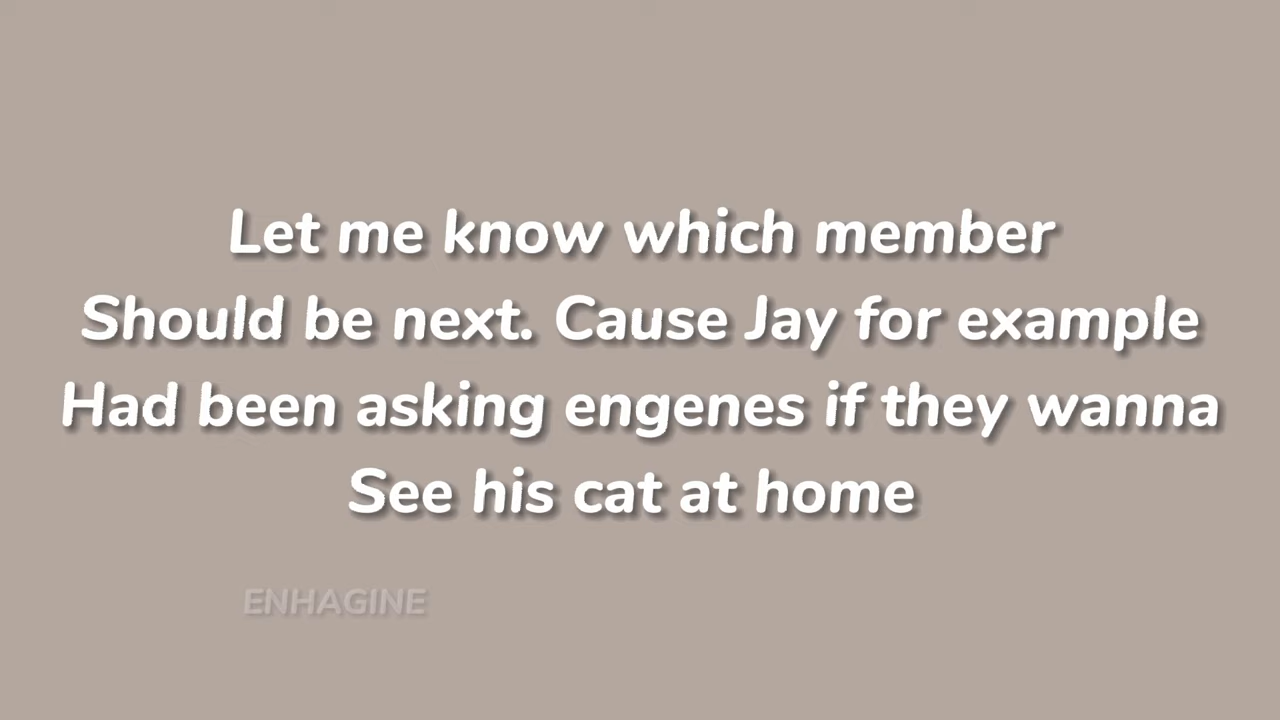 Let me know which member
Should be next. Cause Jay for example
Had been asking engenes if they wanna
See his cat at home
ENHAGINE